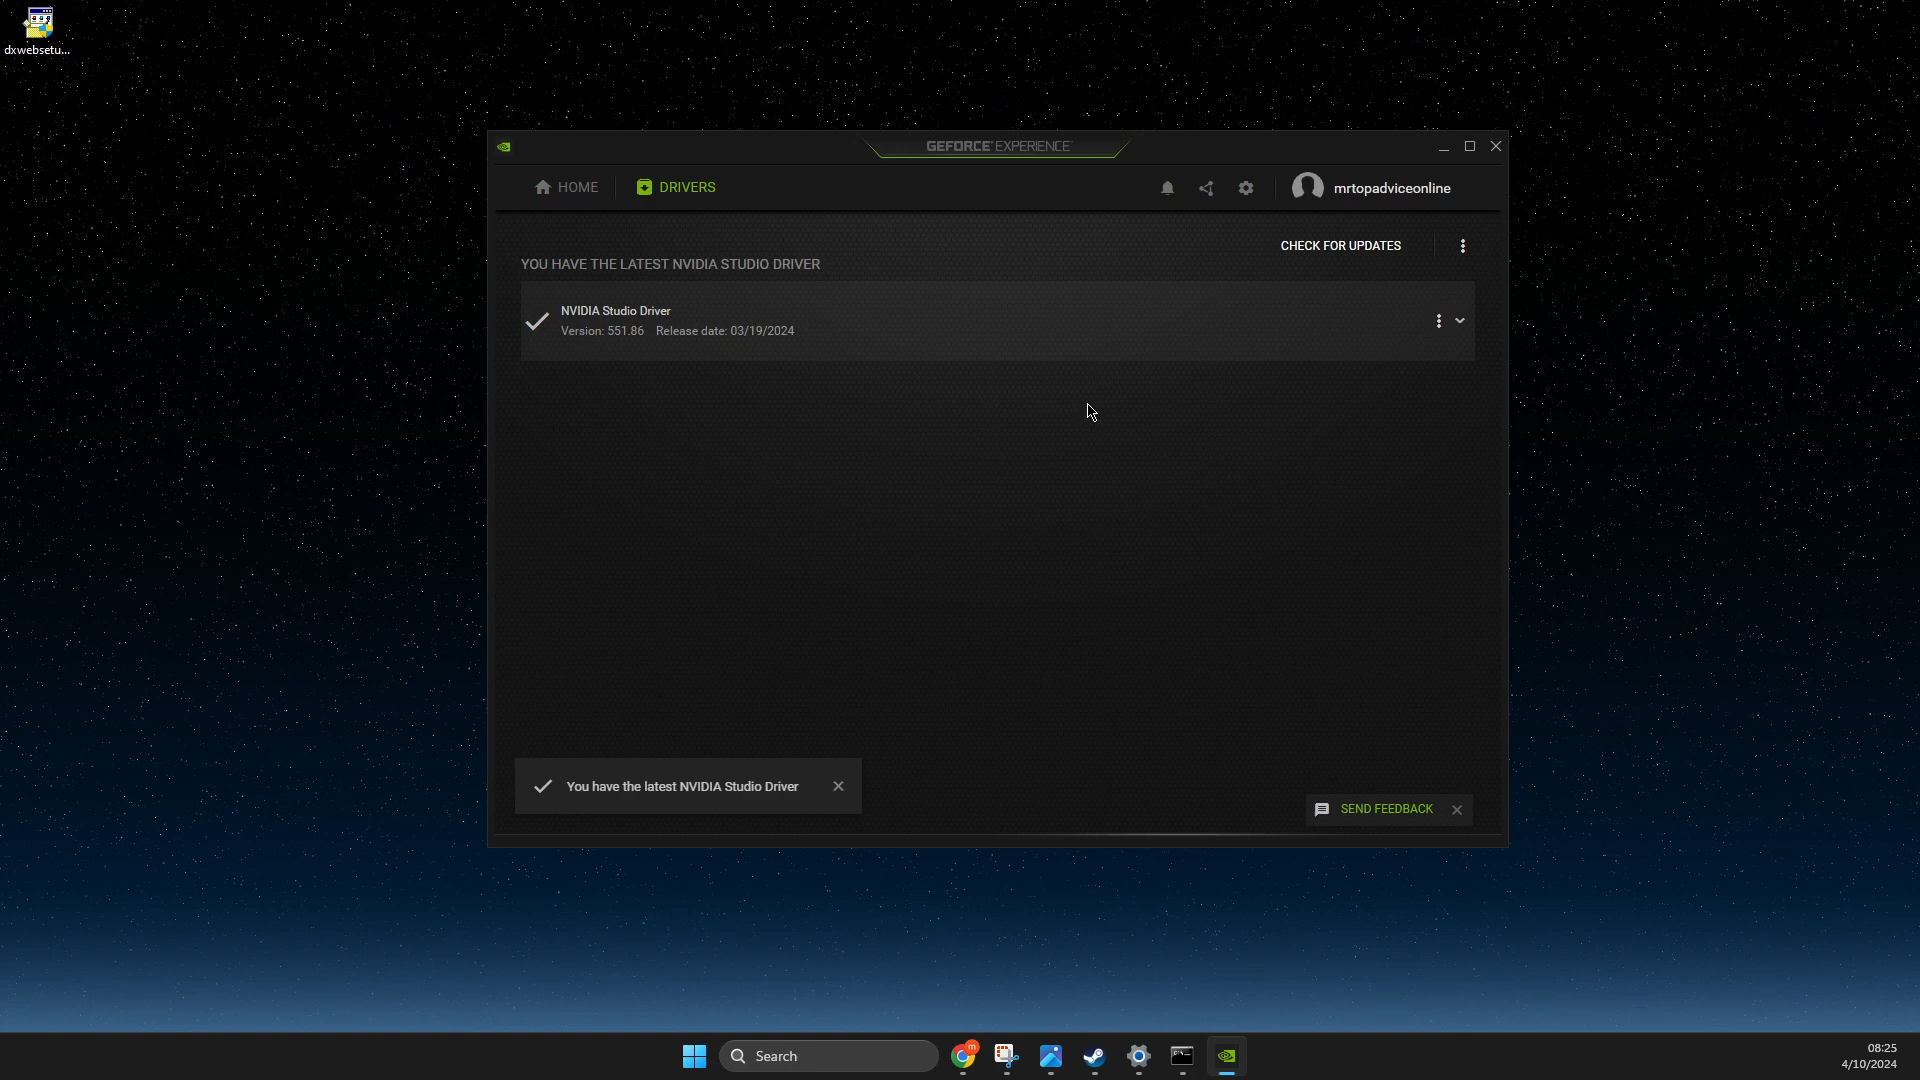 dxwebsetu...
GEFORCE EXPERIENCE
HOME
DRIVERS
mrtopadviceonline
CHECK FOR UPDATES
YOU HAVE THE LATEST NVIDIA STUDIO DRIVER
NVIDIA Studio Driver
Version: 551.86 Release date: 03/19/2024
You have the latest NVIDIA Studio Driver
SEND FEEDBACK
Search
m
08:25
4/10/2024